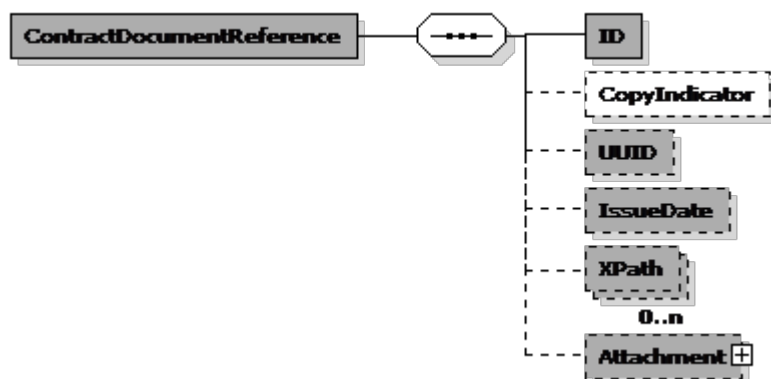 ContractDocumentReference
ID
CopyIndicator
UUID
IssueDate
XPath
0..n
Attachment